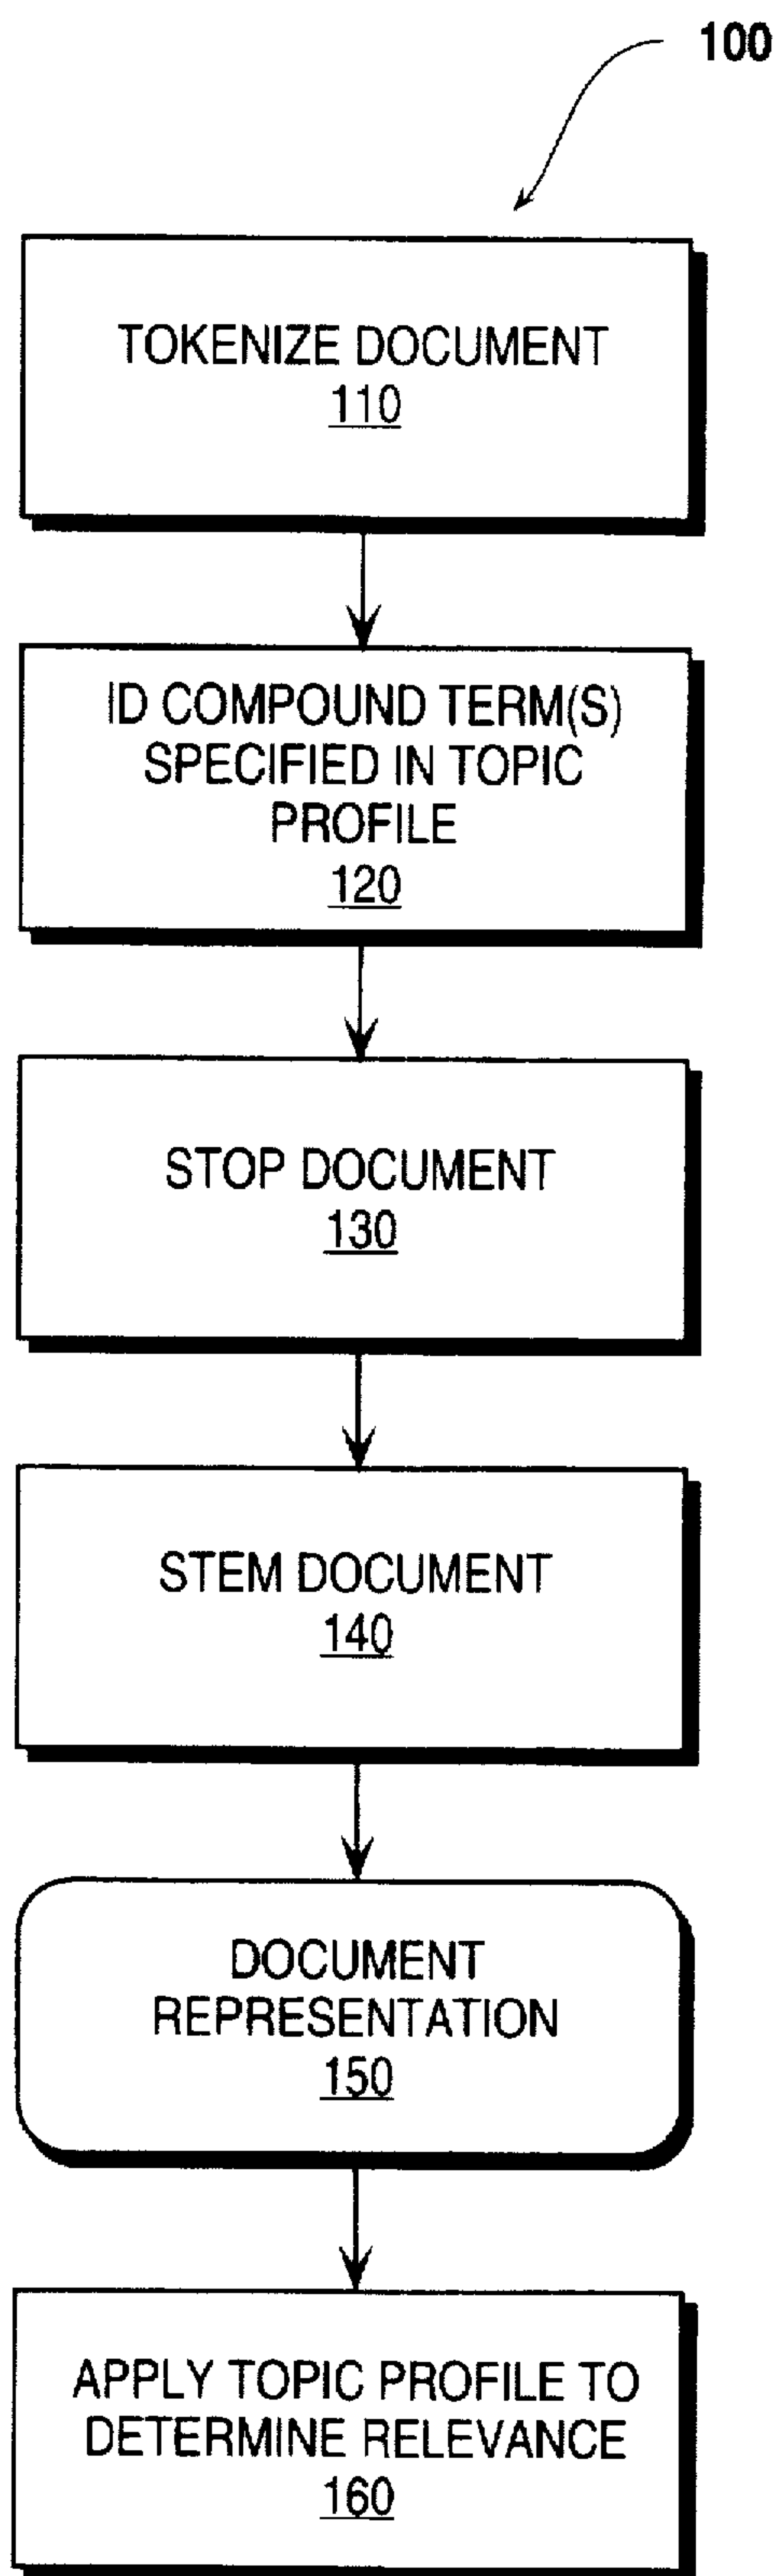 100
TOKENIZE DOCUMENT
110
ID COMPOUND TERM(S)
SPECIFIED IN TOPIC
PROFILE
120
STOP DOCUMENT
130
STEM DOCUMENT
140
DOCUMENT
REPRESENTATION
150
APPLY TOPIC PROFILE TO
DETERMINE RELEVANCE
160